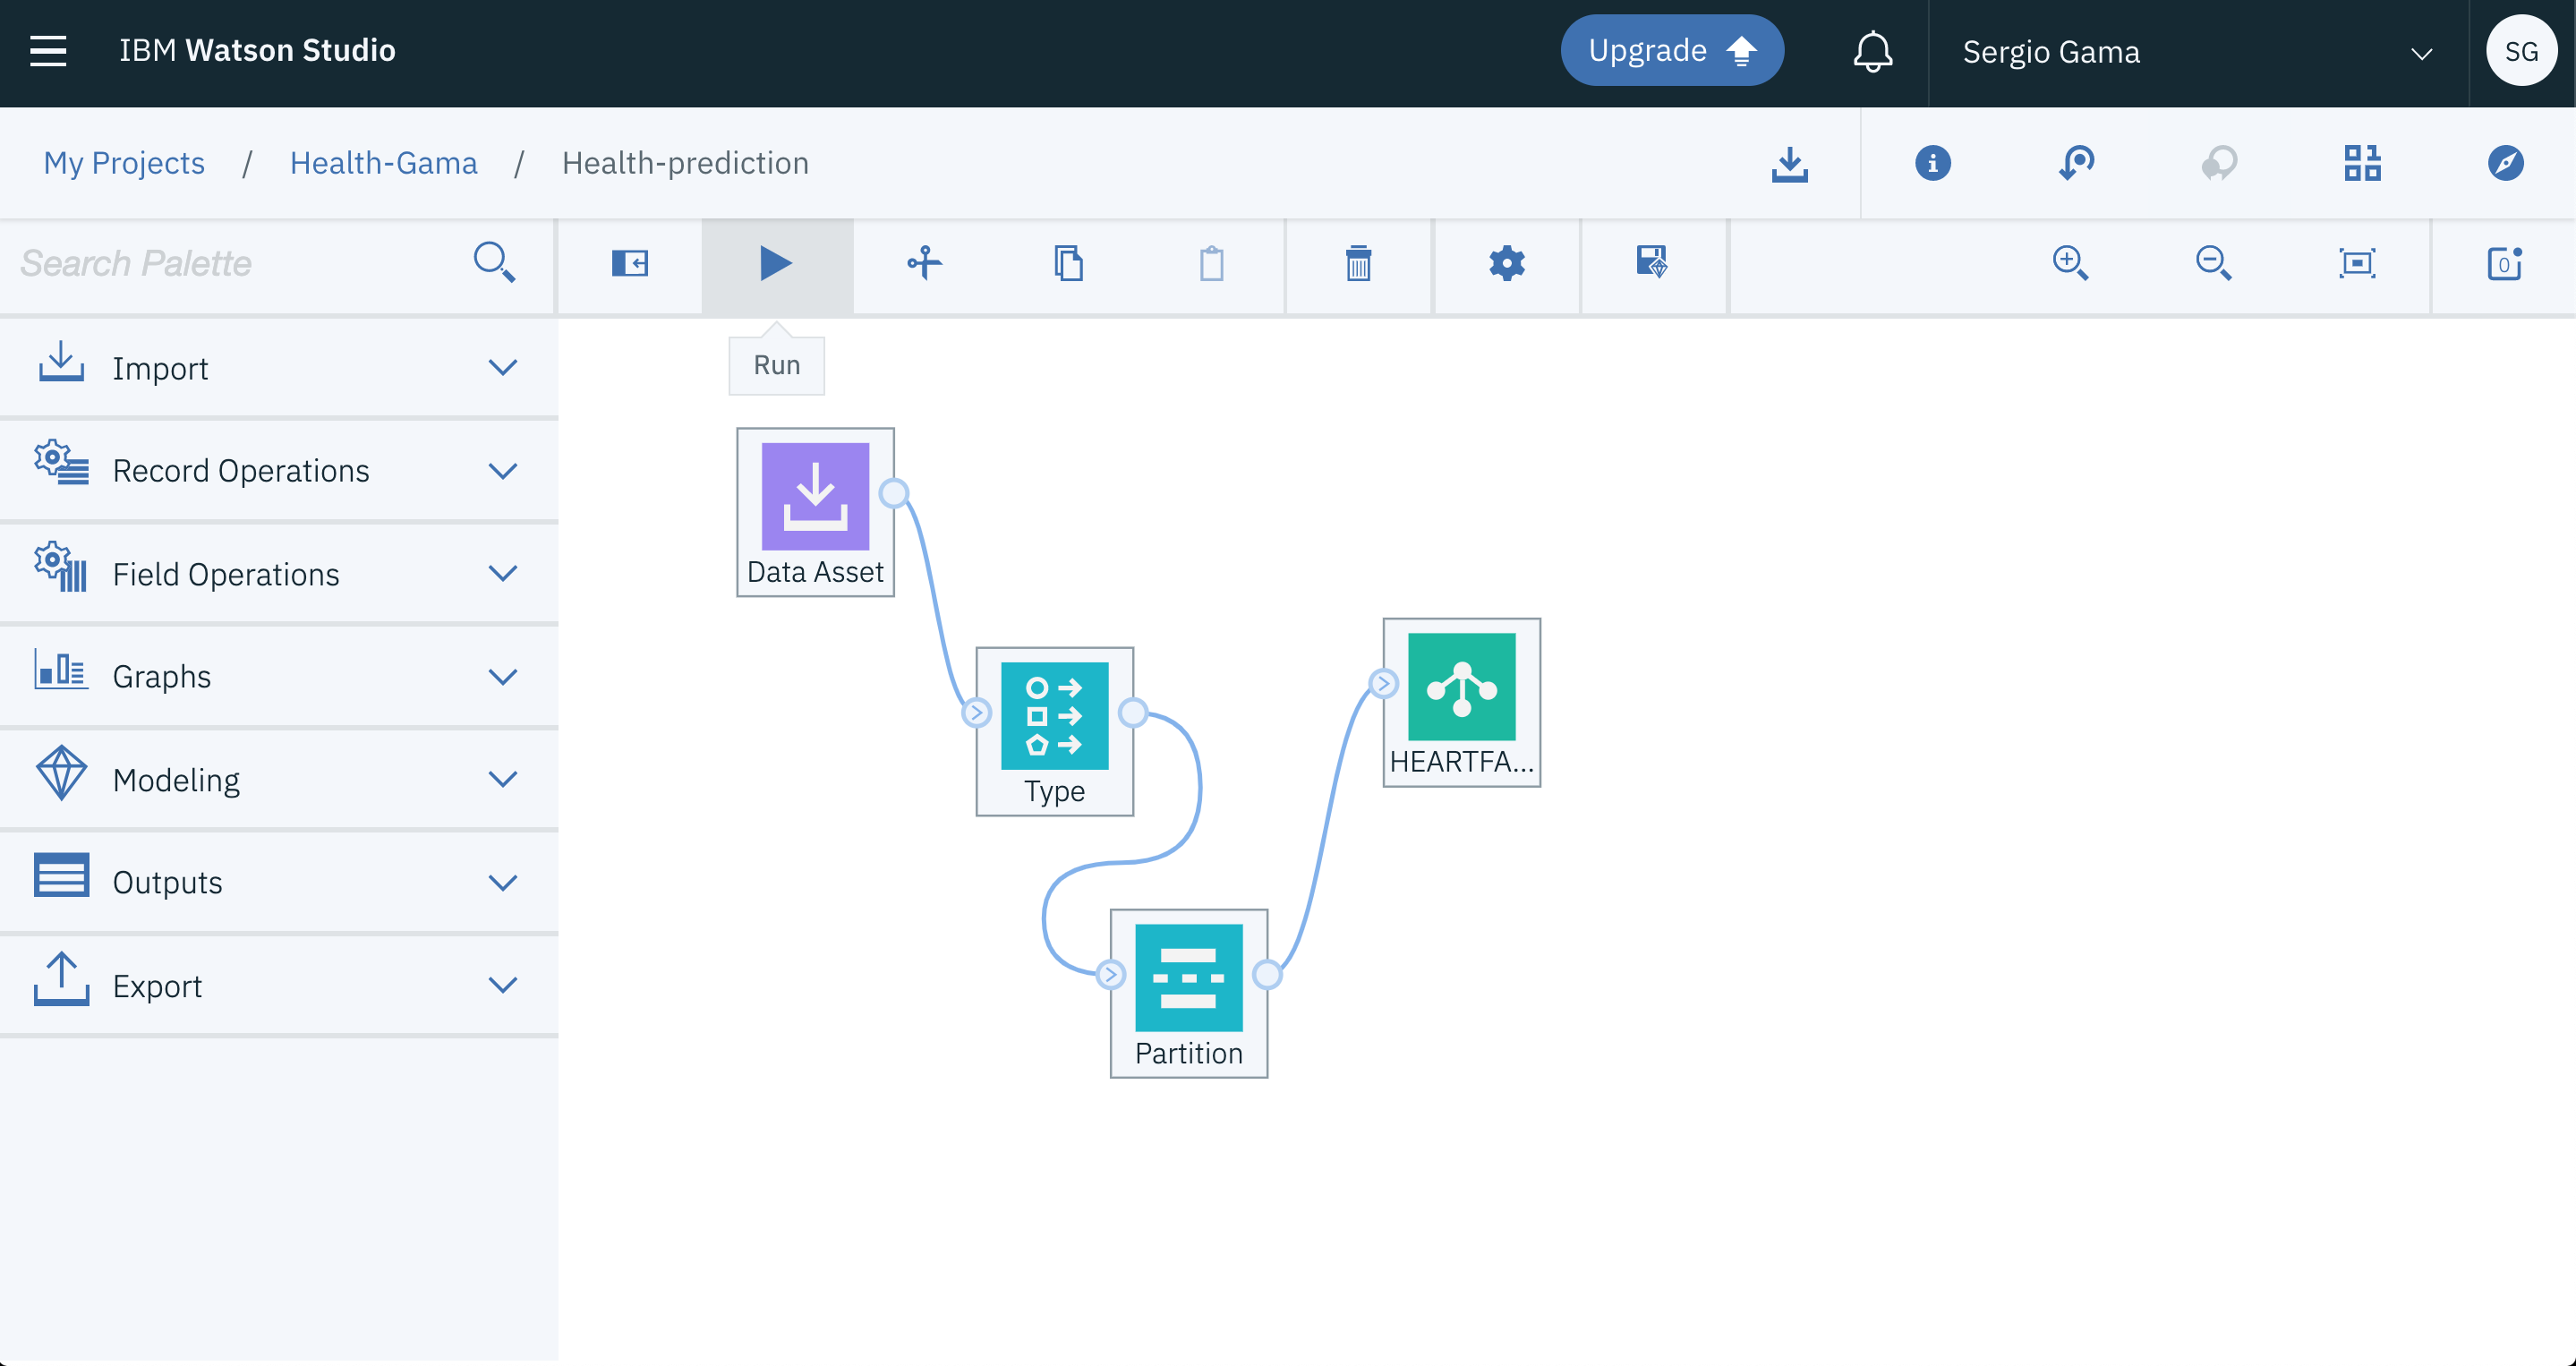 IBM Watson Studio
Upgrade
Sergio Gama
SG
My Projects / Health-Gama / Health-prediction
Search Palette
0
Run
Import
Record Operations
Field Operations
Graphs
Modeling
Outputs
Export
Data Asset
Type
HEARTFA...
Partition